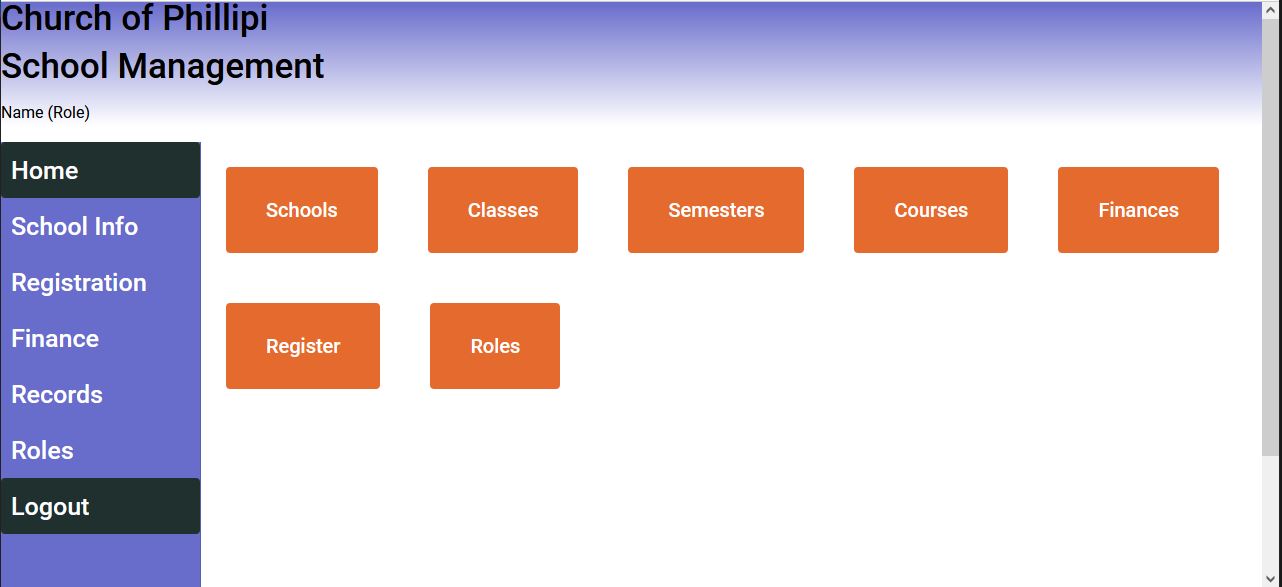 Church of Phillipi
School Management
Name (Role)
Home
School Info
Registration
Finance
Records
Roles
Logout
Schools
Classes
Semesters
Courses
Finances
Register
Roles